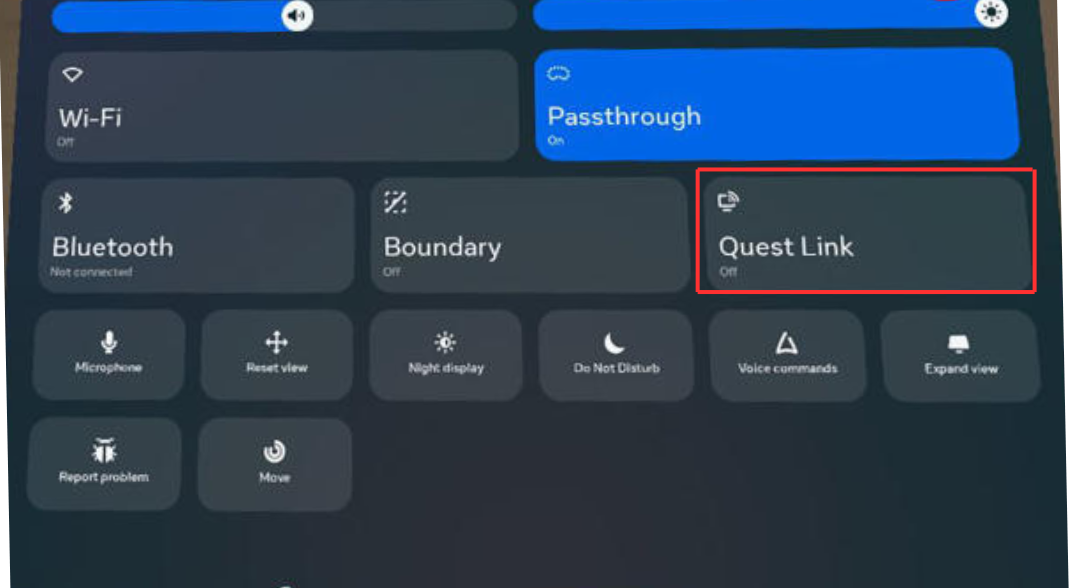 Wi-Fi
Off
Passthrough
On
Bluetooth
Not connected
Boundary
Off
Quest Link
Off
Microphone
Reset view
Night display
Do Not Disturb
Voice commands
Expand view
Report problem
Move